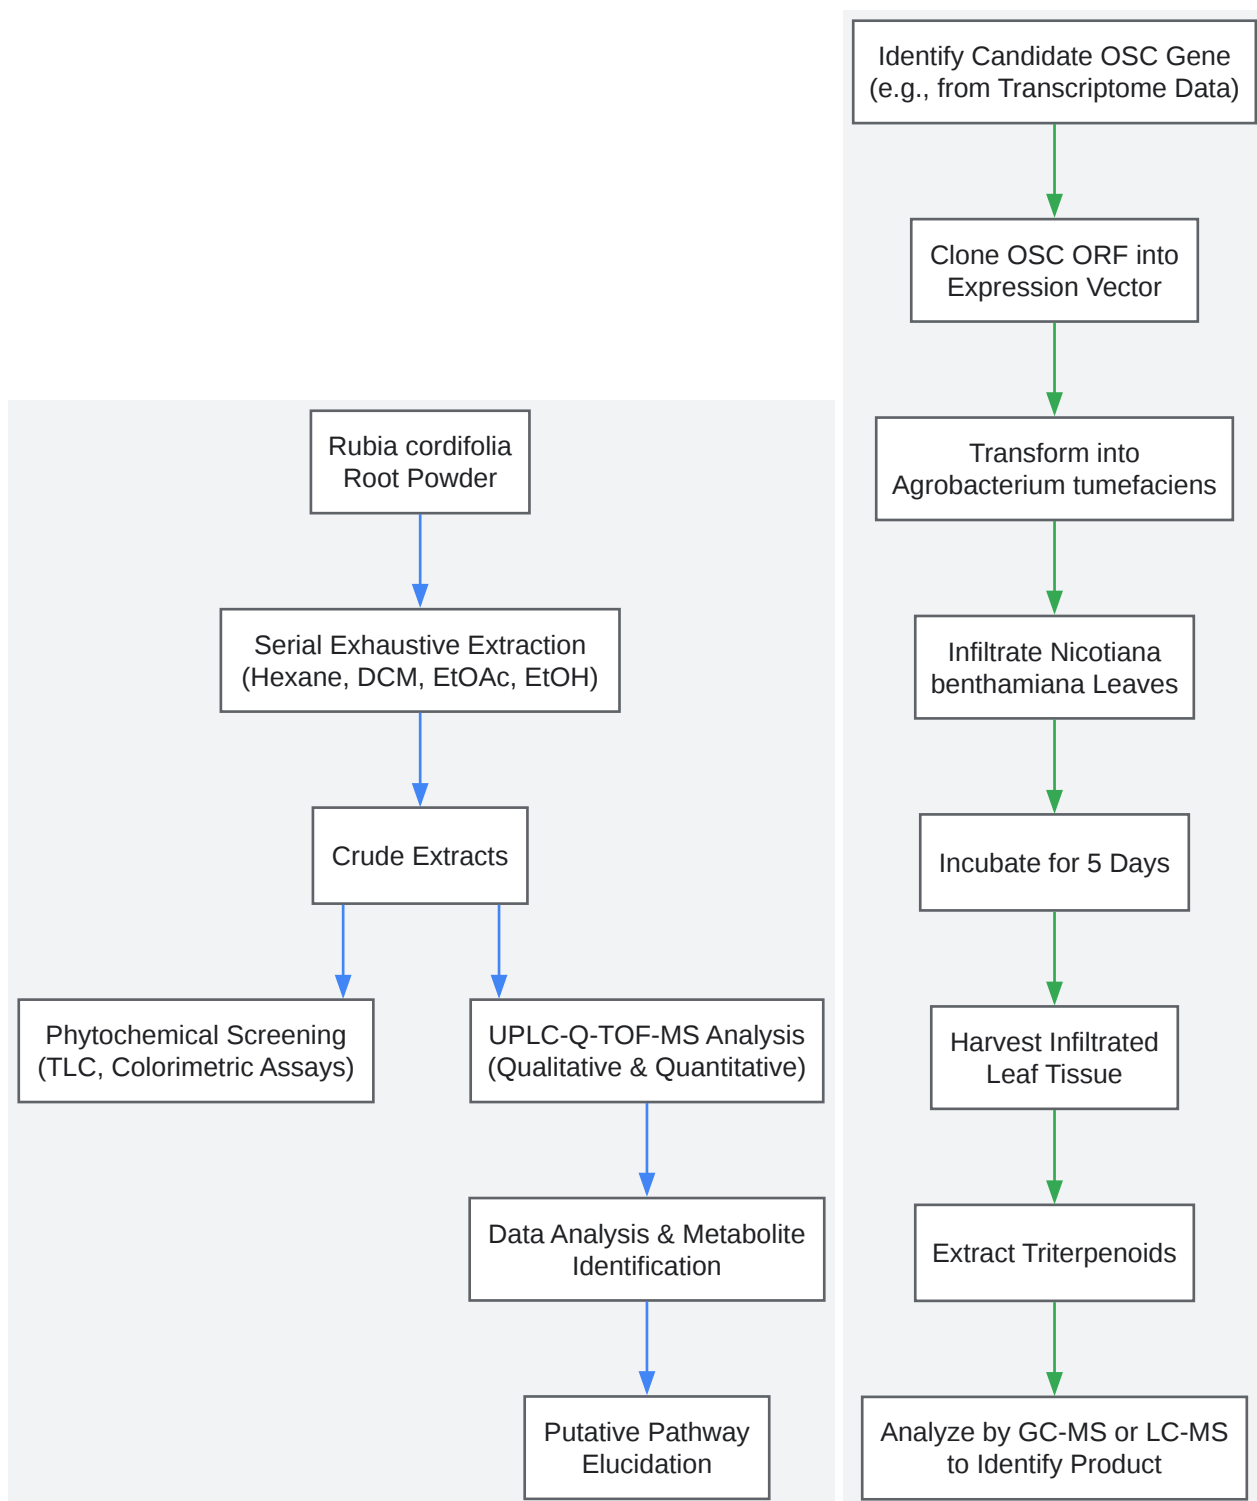 Rubia cordifolia
Root Powder
Serial Exhaustive Extraction
(Hexane, DCM, EtOAc, EtOH)
Crude Extracts
Phytochemical Screening
(TLC, Colorimetric Assays)
UPLC-Q-TOF-MS Analysis
(Qualitative & Quantitative)
Data Analysis & Metabolite
Identification
Putative Pathway
Elucidation
Identify Candidate OSC Gene
(e.g., from Transcriptome Data)
Clone OSC ORF into
Expression Vector
Transform into
Agrobacterium tumefaciens
Infiltrate Nicotiana
benthamiana Leaves
Incubate for 5 Days
Harvest Infiltrated
Leaf Tissue
Extract Triterpenoids
Analyze by GC-MS or LC-MS
to Identify Product